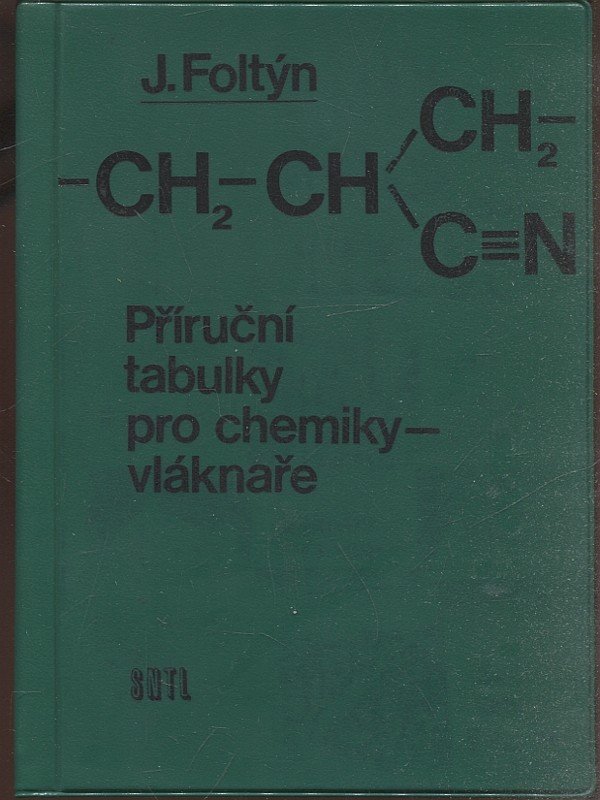 J. Foltýn
CH₂–
–CH₂–CH
C≡N
Příruční
tabulky
pro chemiky–
vláknaře
SNTL